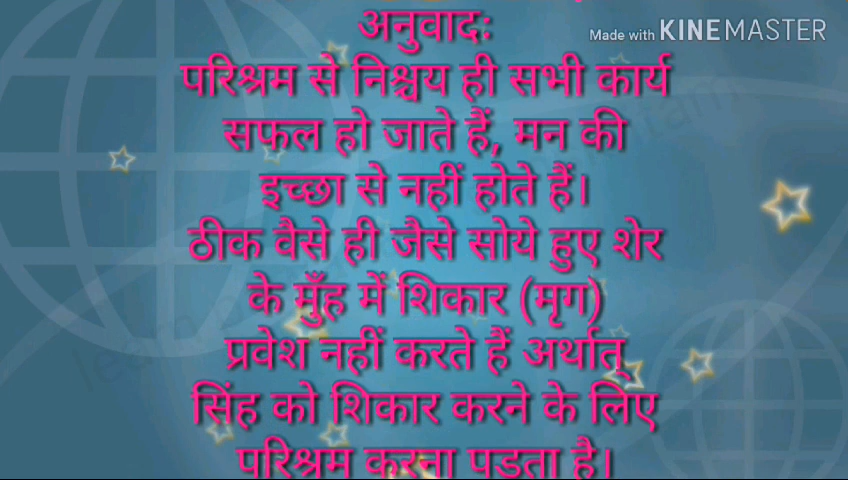 अनुवादः
Made with KINEMASTER
परिश्रम से निश्चय ही सभी कार्य
सफल हो जाते हैं, मन की
इच्छा से नहीं होते हैं।
ठीक वैसे ही जैसे सोये हुए शेर
के मुँह में शिकार (मृग)
प्रवेश नहीं करते हैं अर्थात्
सिंह को शिकार करने के लिए
परिश्रम करना पडता है।